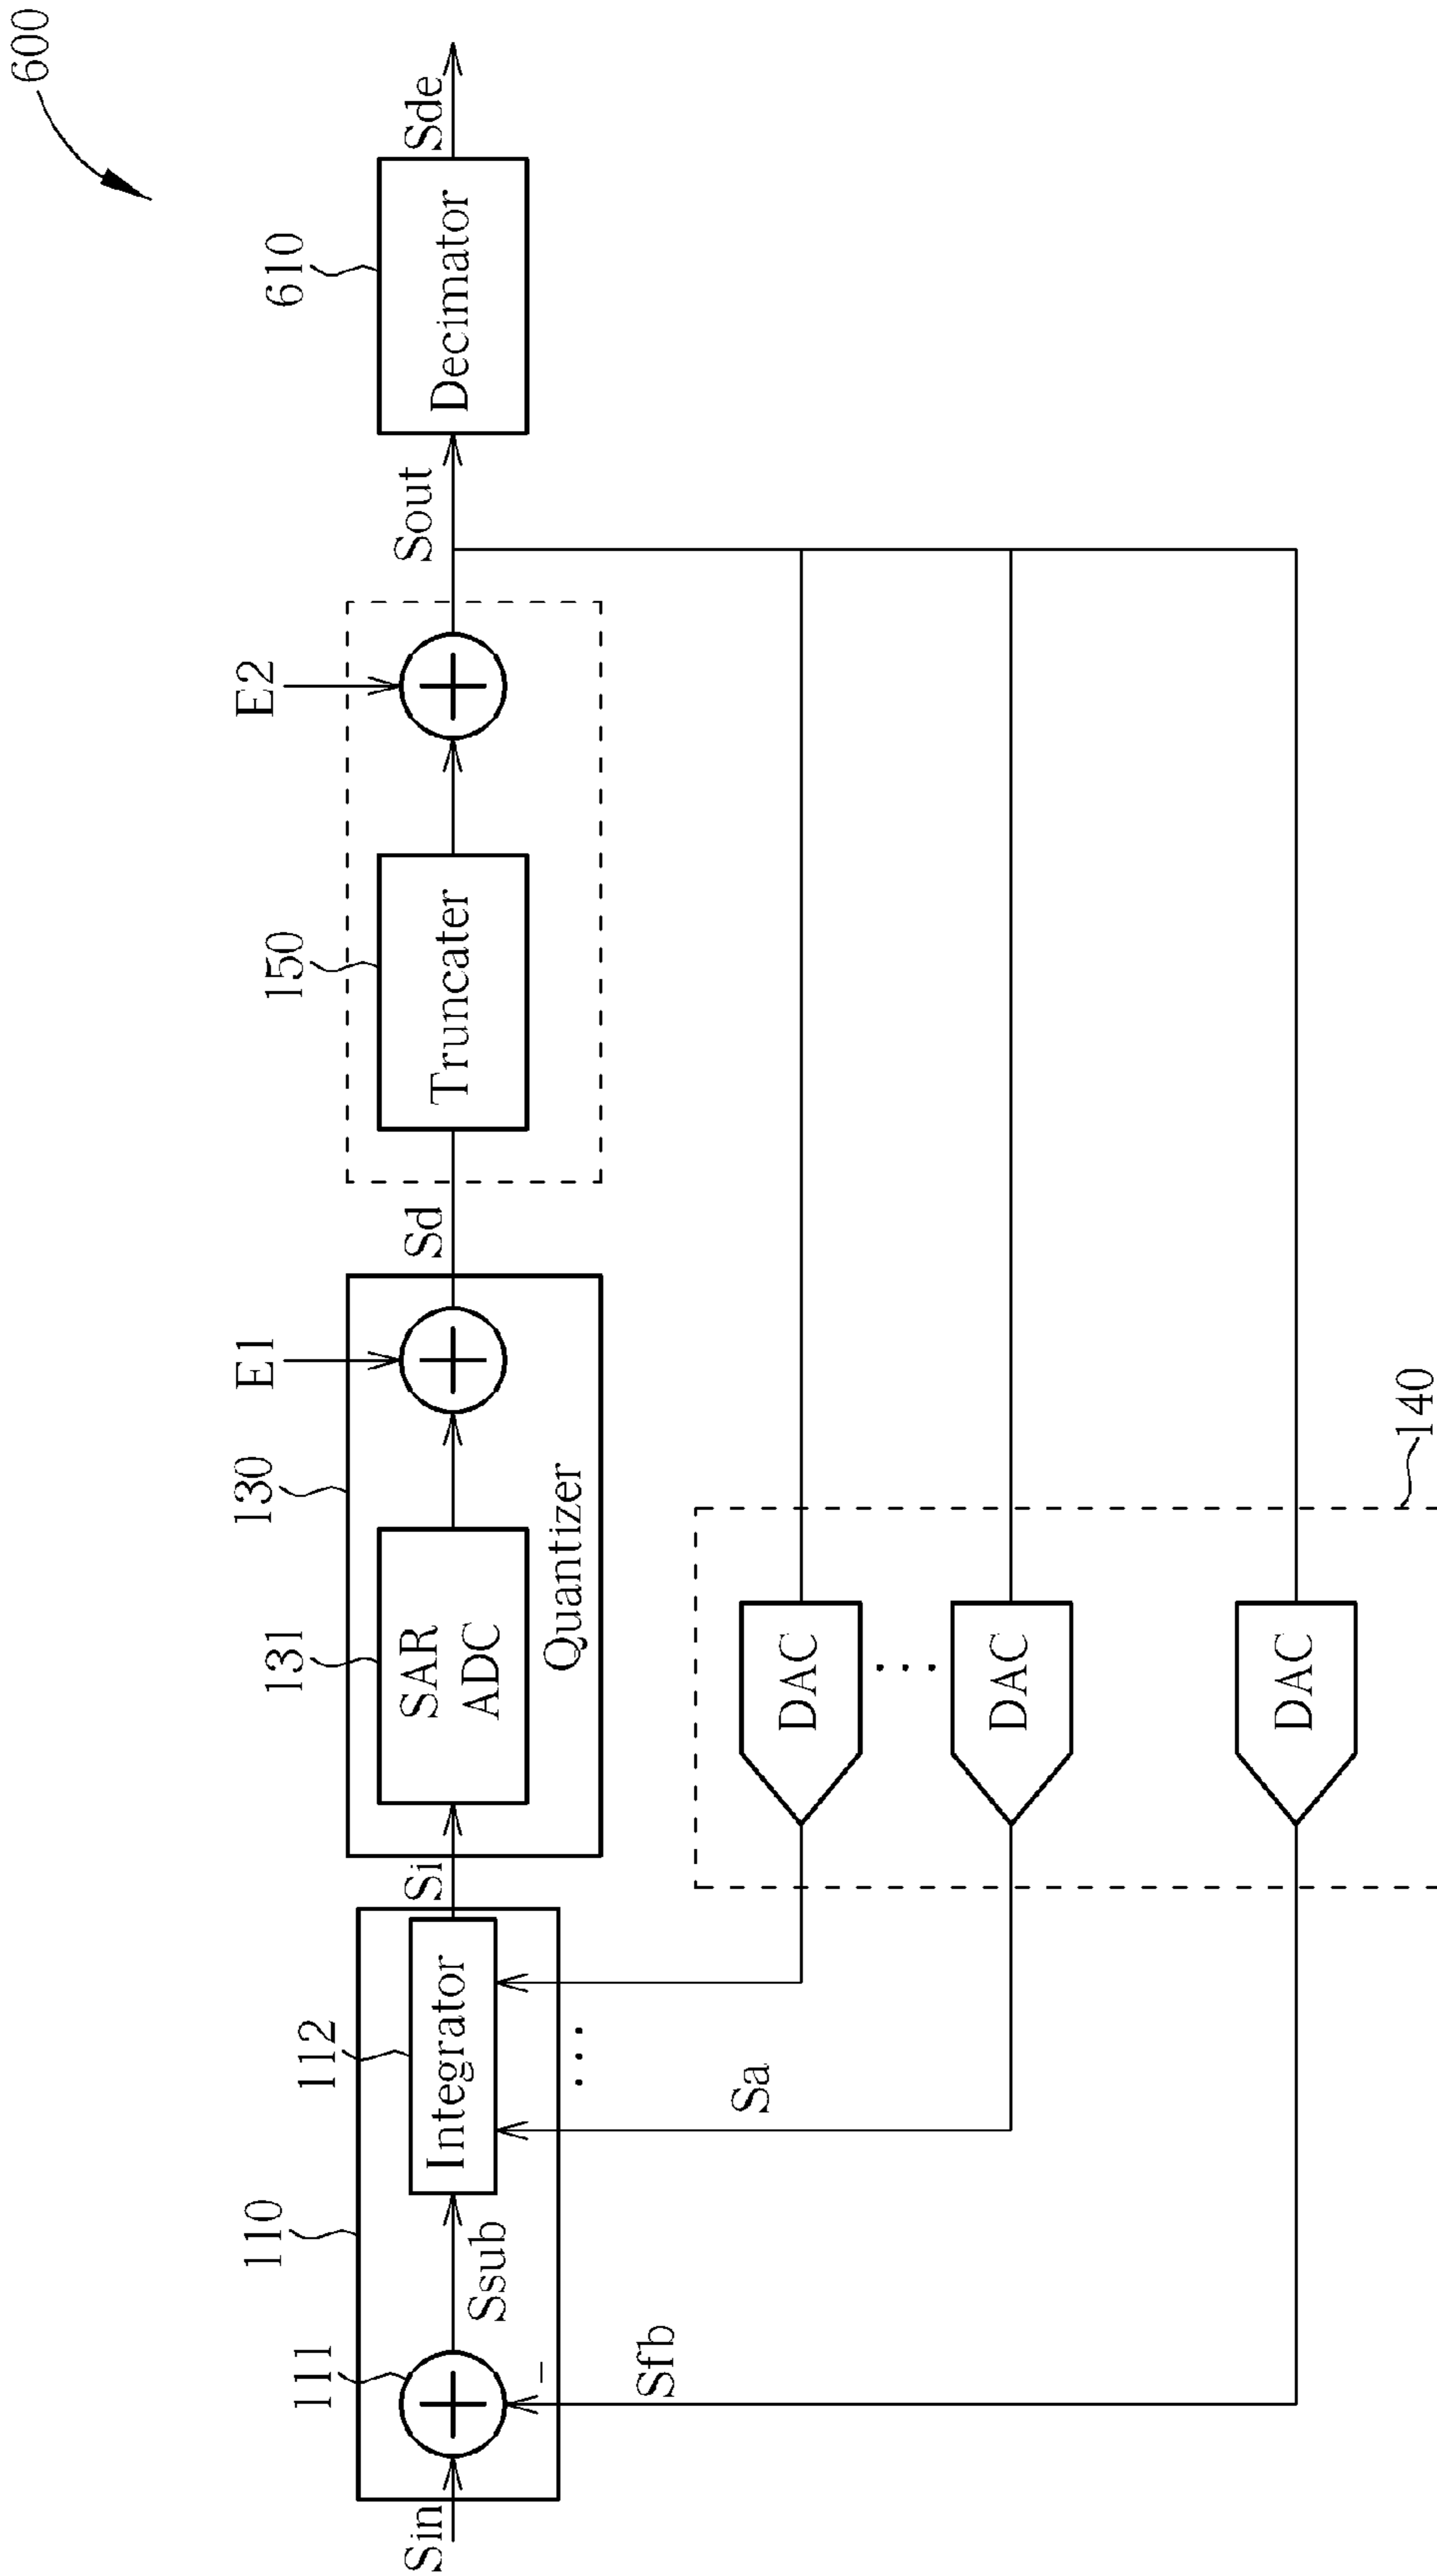 600
Sin
111
110
Ssub
112
Integrator
Si
131
130
SAR
ADC
Quantizer
E1
Sd
150
Truncater
E2
Sout
610
Decimator
Sde
Sfb
Sa
...
DAC
...
DAC
DAC
140